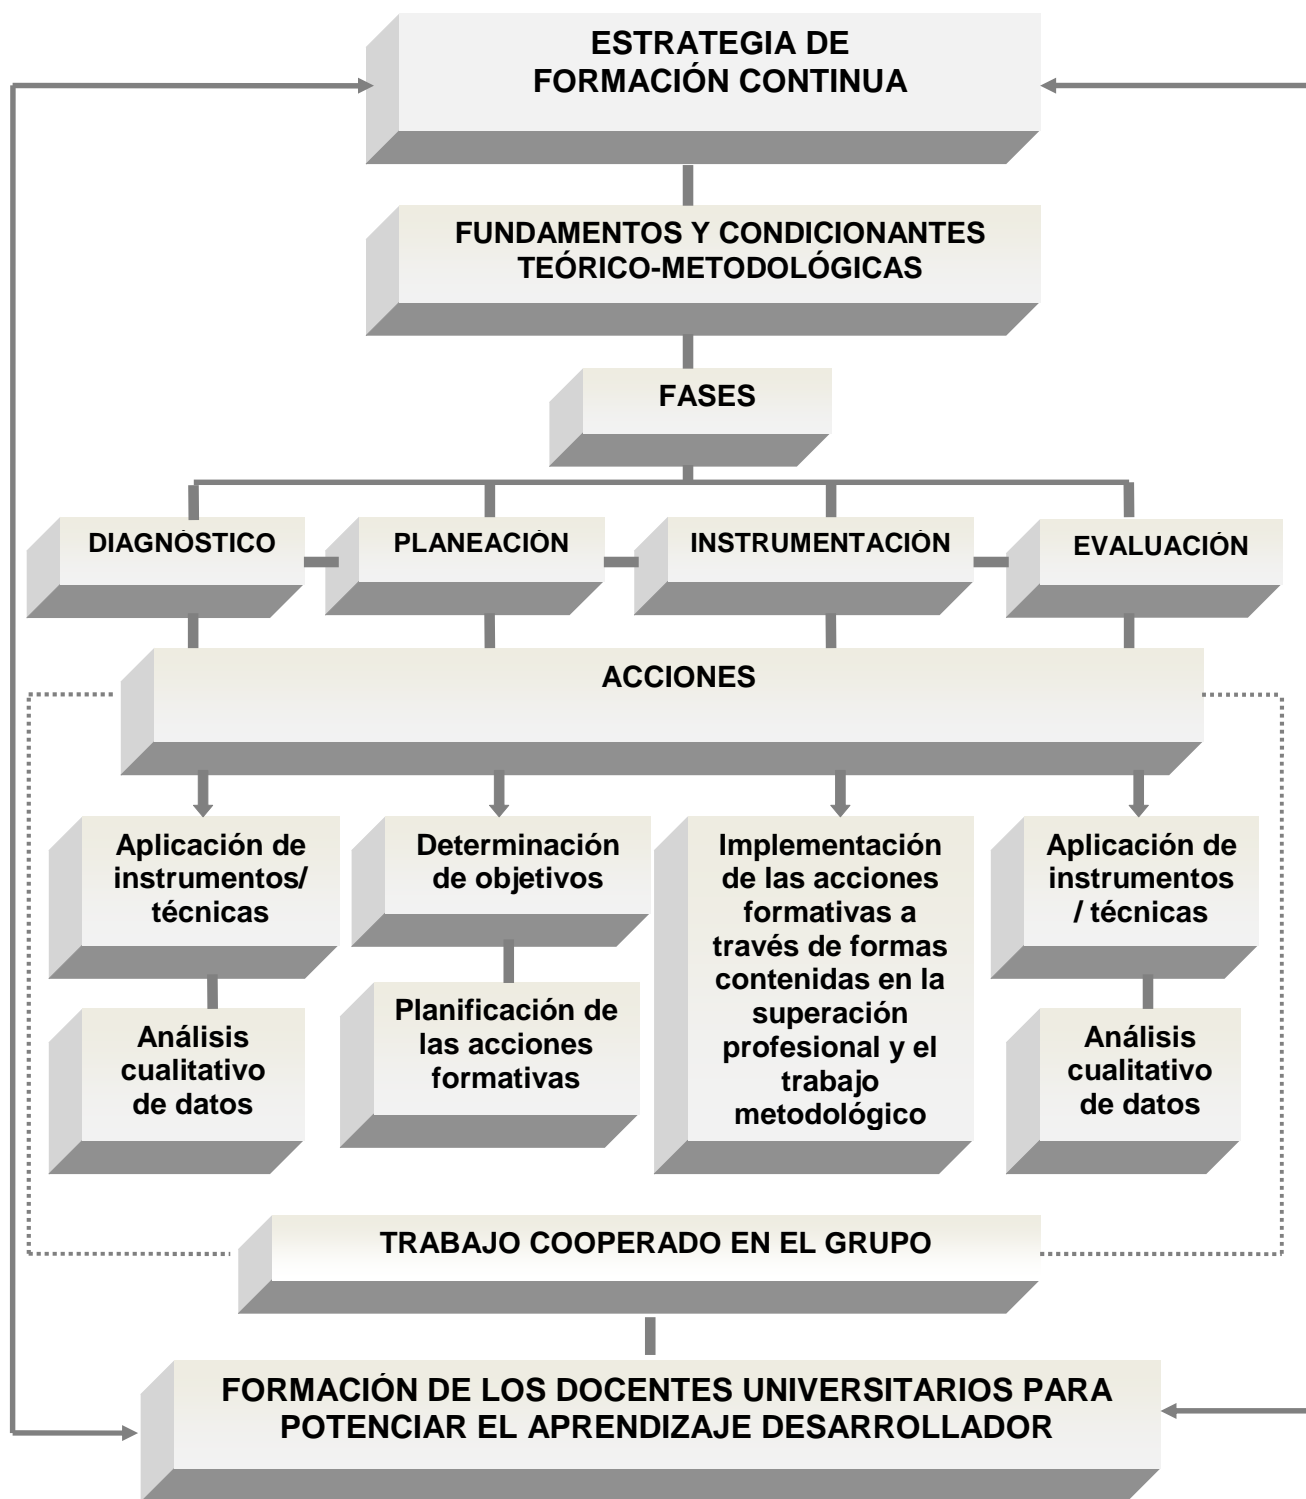 ESTRATEGIA DE
FORMACIÓN CONTINUA
FUNDAMENTOS Y CONDICIONANTES
TEÓRICO-METODOLÓGICAS
FASES
DIAGNÓSTICO
PLANEACIÓN
INSTRUMENTACIÓN
EVALUACIÓN
ACCIONES
Aplicación de
instrumentos/
técnicas
Análisis
cualitativo
de datos
Determinación
de objetivos
Planificación de
las acciones
formativas
Implementación
de las acciones
formativas a
través de formas
contenidas en la
superación
profesional y el
trabajo
metodológico
Aplicación de
instrumentos
/ técnicas
Análisis
cualitativo
de datos
TRABAJO COOPERADO EN EL GRUPO
FORMACIÓN DE LOS DOCENTES UNIVERSITARIOS PARA
POTENCIAR EL APRENDIZAJE DESARROLLADOR